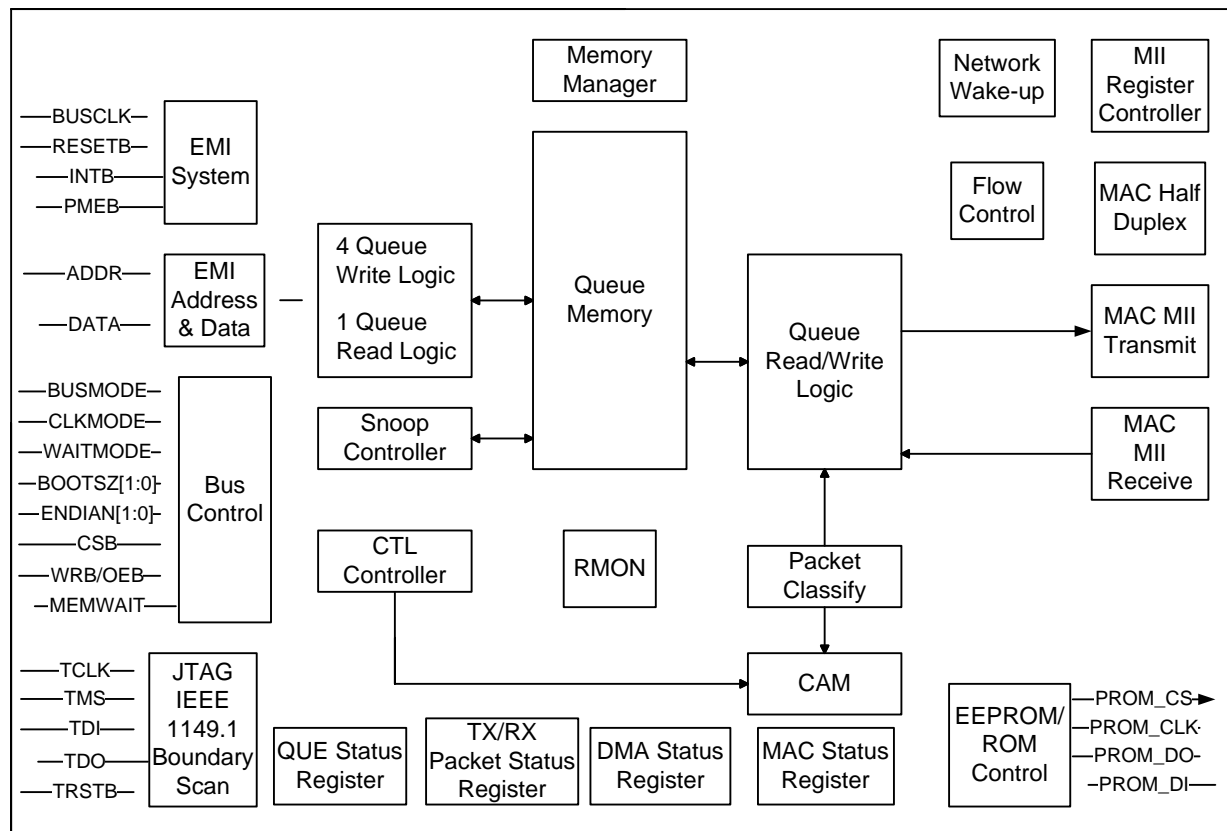 Memory
Manager
Network
Wake-up
MII
Register
Controller
BUSCLK
RESETB
INTB
PMEB
EMI
System
Flow
Control
MAC Half
Duplex
ADDR
DATA
EMI
Address
& Data
4 Queue
Write Logic
1 Queue
Read Logic
Queue
Memory
Queue
Read/Write
Logic
MAC MII
Transmit
BUSMODE
CLKMODE
WAITMODE
BOOTSZ[1:0]
ENDIAN[1:0]
CSB
WRB/OEB
MEMWAIT
Bus
Control
Snoop
Controller
MAC
MII
Receive
CTL
Controller
RMON
Packet
Classify
TCLK
TMS
TDI
TDO
TRSTB
JTAG
IEEE
1149.1
Boundary
Scan
CAM
QUE Status
Register
TX/RX
Packet Status
Register
DMA Status
Register
MAC Status
Register
EEPROM/
ROM
Control
PROM_CS
PROM_CLK
PROM_DO
PROM_DI